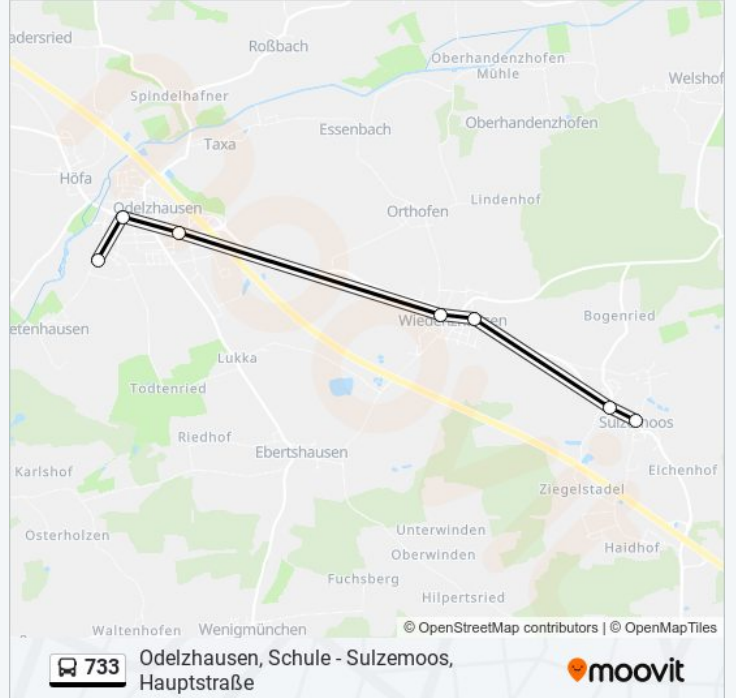 adersried
Roßbach
Oberhandenzhofen
Mühle
Welshof
Spindelhafner
Essenbach
Oberhandenzhofen
Taxa
Höfa
Lindenhof
Odelzhausen
Orthofen
etenhausen
Bogenried
Lukka
Todtenried
Sulzemoos
Riedhof
Ebertshausen
Karlshof
Eichenhof
Ziegelstadel
Osterholzen
Unterwinden
Haidhof
Oberwinden
Fuchsberg
Hilpertsried
Waltenhofen
Wenigmünchen
© OpenStreetMap contributors | © OpenMapTiles
733
Odelzhausen, Schule - Sulzemoos,
Hauptstraße
moovit